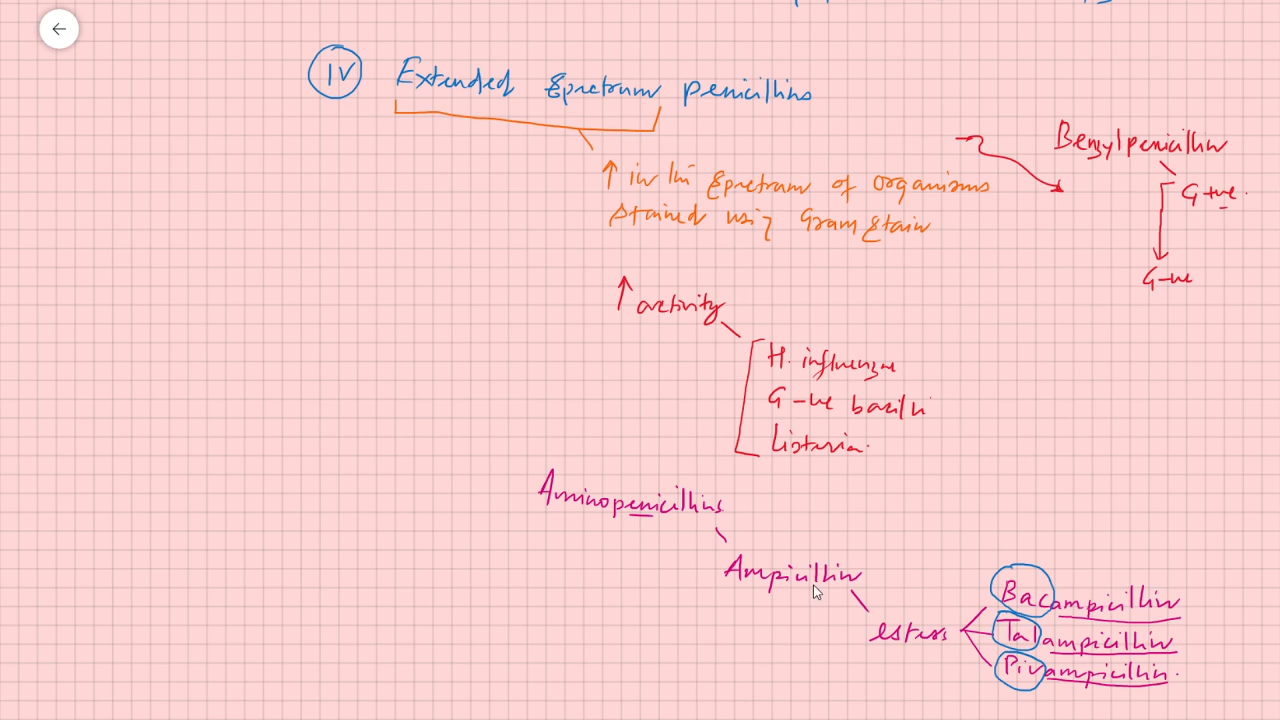 IV Extended Spectrum penicillins
↑ in the spectrum of organisms
stained using Gram stain
Benzylpenicillin
G +ve.
G -ve
↑ activity
H. influenzae
G -ve bacilli
Listeria.
Aminopenicillins
Ampicillin
esters
Bacampicillin
Talampicillin
Pivampicillin.